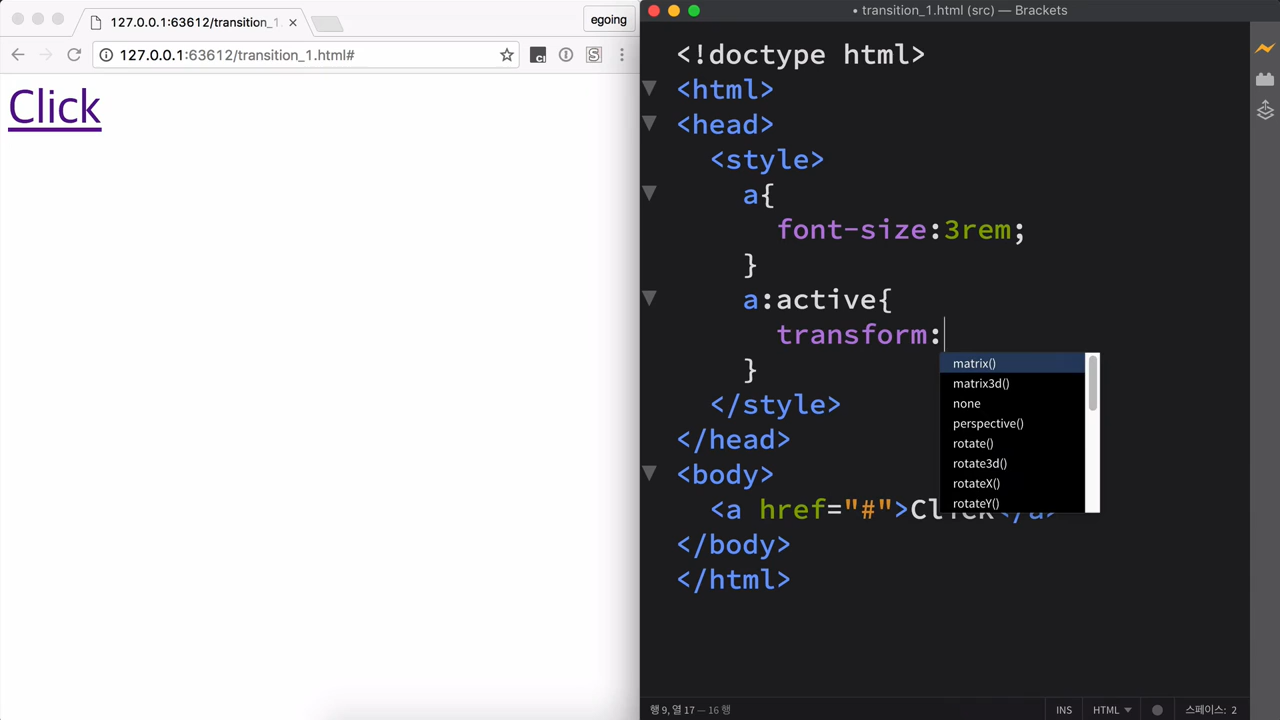 127.0.0.1:63612/transition_1.
egoing
127.0.0.1:63612/transition_1.html#
Click
• transition_1.html (src) — Brackets
<!doctype html>
<html>
<head>
<style>
a{
font-size:3rem;
}
a:active{
transform:
}
</style>
</head>
<body>
<a href="#">Click</a>
</body>
</html>
matrix()
matrix3d()
none
perspective()
rotate()
rotate3d()
rotateX()
rotateY()
행 9, 열 17 — 16 행
INS
HTML
스페이스: 2